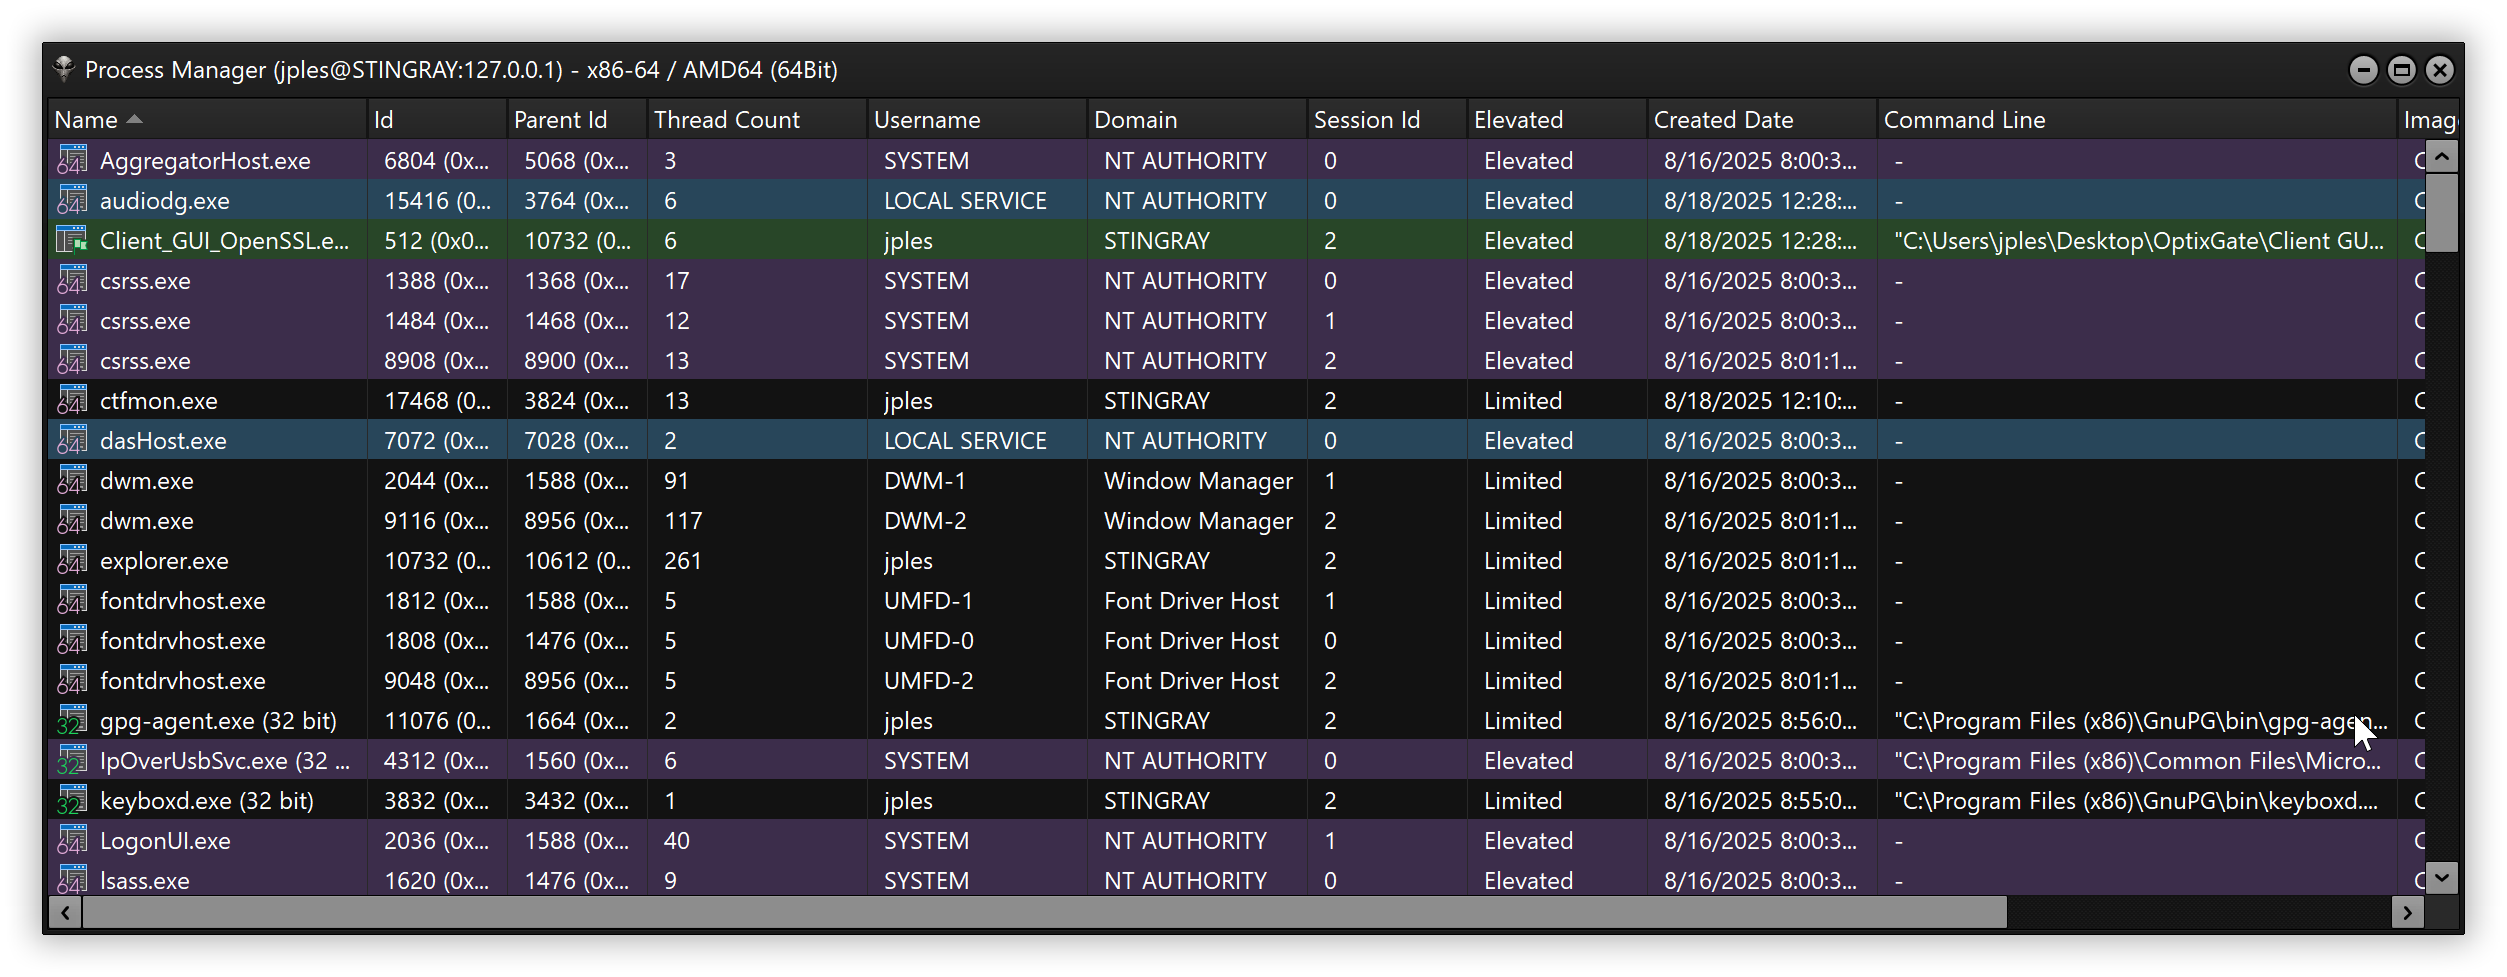 Process Manager (jples@STINGRAY:127.0.0.1) - x86-64 / AMD64 (64Bit)
Name Id Parent Id Thread Count Username Domain Session Id Elevated Created Date Command Line Imag
AggregatorHost.exe 6804 (0x... 5068 (0x... 3 SYSTEM NT AUTHORITY 0 Elevated 8/16/2025 8:00:3... - C
audiodg.exe 15416 (0... 3764 (0x... 6 LOCAL SERVICE NT AUTHORITY 0 Elevated 8/18/2025 12:28:... - C
Client_GUI_OpenSSL.e... 512 (0x0... 10732 (0... 6 jples STINGRAY 2 Elevated 8/18/2025 12:28:... "C:\Users\jples\Desktop\OptixGate\Client GU... C
csrss.exe 1388 (0x... 1368 (0x... 17 SYSTEM NT AUTHORITY 0 Elevated 8/16/2025 8:00:3... - C
csrss.exe 1484 (0x... 1468 (0x... 12 SYSTEM NT AUTHORITY 1 Elevated 8/16/2025 8:00:3... - C
csrss.exe 8908 (0x... 8900 (0x... 13 SYSTEM NT AUTHORITY 2 Elevated 8/16/2025 8:01:1... - C
ctfmon.exe 17468 (0... 3824 (0x... 13 jples STINGRAY 2 Limited 8/18/2025 12:10:... - C
dasHost.exe 7072 (0x... 7028 (0x... 2 LOCAL SERVICE NT AUTHORITY 0 Elevated 8/16/2025 8:00:3... - C
dwm.exe 2044 (0x... 1588 (0x... 91 DWM-1 Window Manager 1 Limited 8/16/2025 8:00:3... - C
dwm.exe 9116 (0x... 8956 (0x... 117 DWM-2 Window Manager 2 Limited 8/16/2025 8:01:1... - C
explorer.exe 10732 (0... 10612 (0... 261 jples STINGRAY 2 Limited 8/16/2025 8:01:1... - C
fontdrvhost.exe 1812 (0x... 1588 (0x... 5 UMFD-1 Font Driver Host 1 Limited 8/16/2025 8:00:3... - C
fontdrvhost.exe 1808 (0x... 1476 (0x... 5 UMFD-0 Font Driver Host 0 Limited 8/16/2025 8:00:3... - C
fontdrvhost.exe 9048 (0x... 8956 (0x... 5 UMFD-2 Font Driver Host 2 Limited 8/16/2025 8:01:1... - C
gpg-agent.exe (32 bit) 11076 (0... 1664 (0x... 2 jples STINGRAY 2 Limited 8/16/2025 8:56:0... "C:\Program Files (x86)\GnuPG\bin\gpg-agen... C
IpOverUsbSvc.exe (32 ... 4312 (0x... 1560 (0x... 6 SYSTEM NT AUTHORITY 0 Elevated 8/16/2025 8:00:3... "C:\Program Files (x86)\Common Files\Micro... C
keyboxd.exe (32 bit) 3832 (0x... 3432 (0x... 1 jples STINGRAY 2 Limited 8/16/2025 8:55:0... "C:\Program Files (x86)\GnuPG\bin\keyboxd.... C
LogonUI.exe 2036 (0x... 1588 (0x... 40 SYSTEM NT AUTHORITY 1 Elevated 8/16/2025 8:00:3... - C
lsass.exe 1620 (0x... 1476 (0x... 9 SYSTEM NT AUTHORITY 0 Elevated 8/16/2025 8:00:3... - C